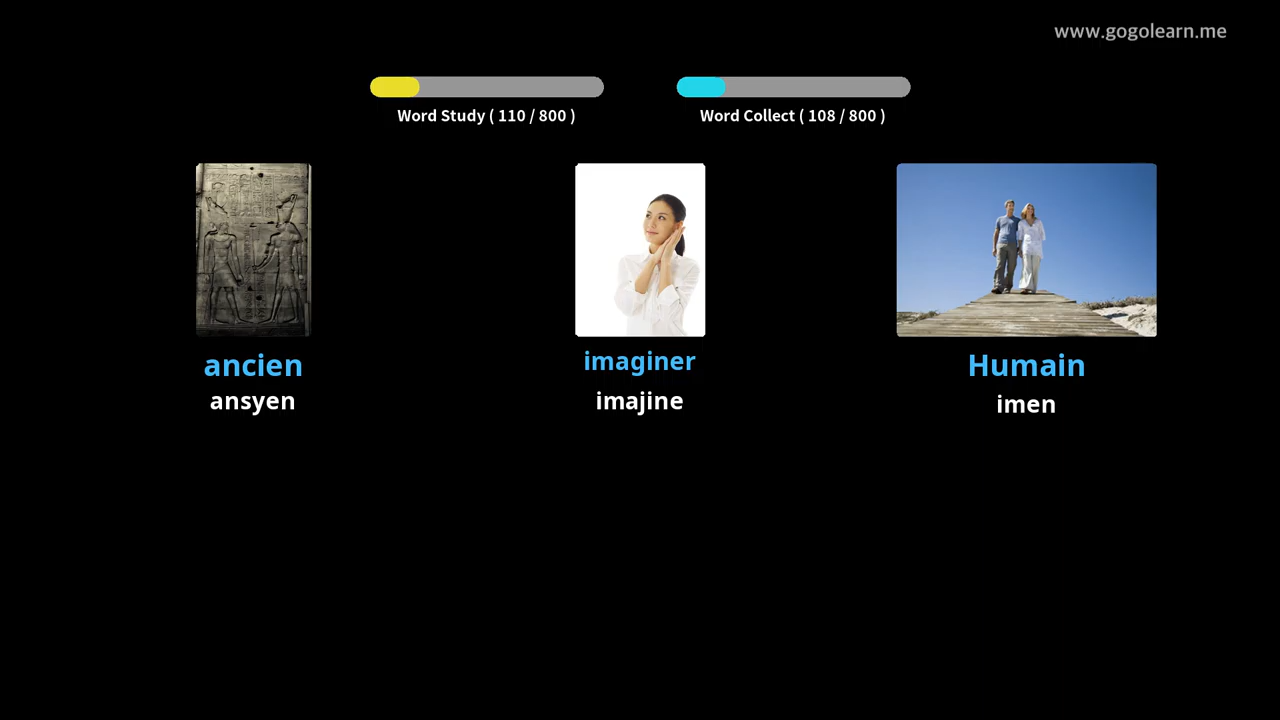 www.gogolearn.me
Word Study ( 110 / 800 )
Word Collect ( 108 / 800 )
ancien
ansyen
imaginer
imajine
Humain
imen